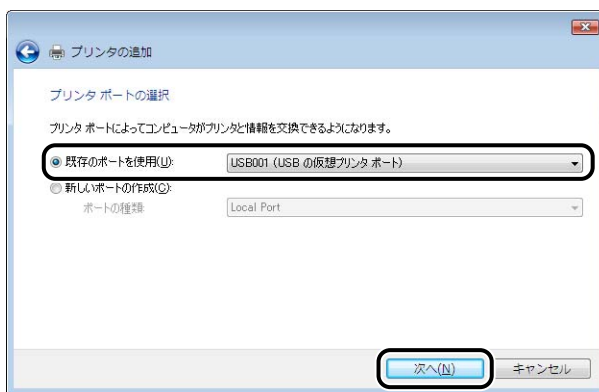 プリンタの追加
プリンタ ポートの選択
プリンタ ポートによってコンピュータがプリンタと情報を交換できるようになります。
既存のポートを使用(U): USB001 (USB の仮想プリンタ ポート)
新しいポートの作成(C):
ポートの種類 Local Port
次へ(N) キャンセル